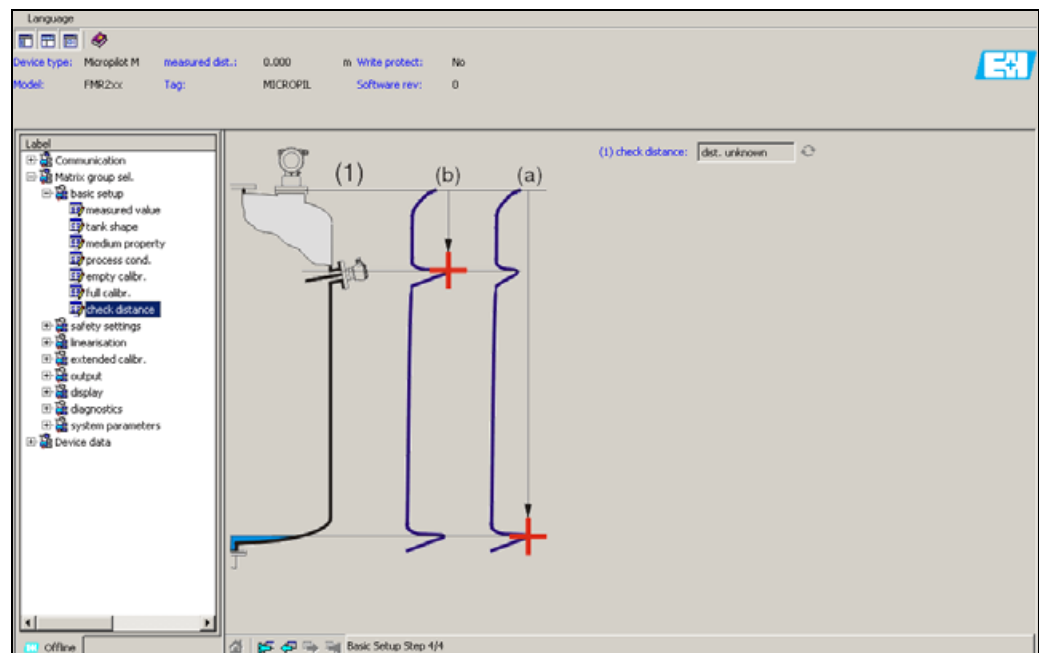 Language
Device type: Micropilot M measured dist.: 0.000 m Write protect: No
Model: FMR2xx Tag: MICROPIL Software rev: 0
E+H
Label
Communication
Matrix group sel.
basic setup
measured value
tank shape
medium property
process cond.
empty calibr.
full calibr.
check distance
safety settings
linearisation
extended calibr.
output
display
diagnostics
system parameters
Device data
(1) (b) (a)
(1) check distance: dist. unknown
Offline
Basic Setup Step 4/4